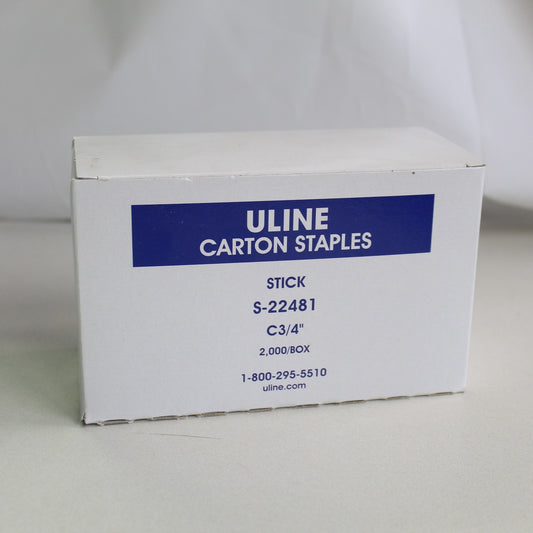 ULINE
CARTON STAPLES
STICK
S-22481
C3/4"
2,000/BOX
1-800-295-5510
uline.com